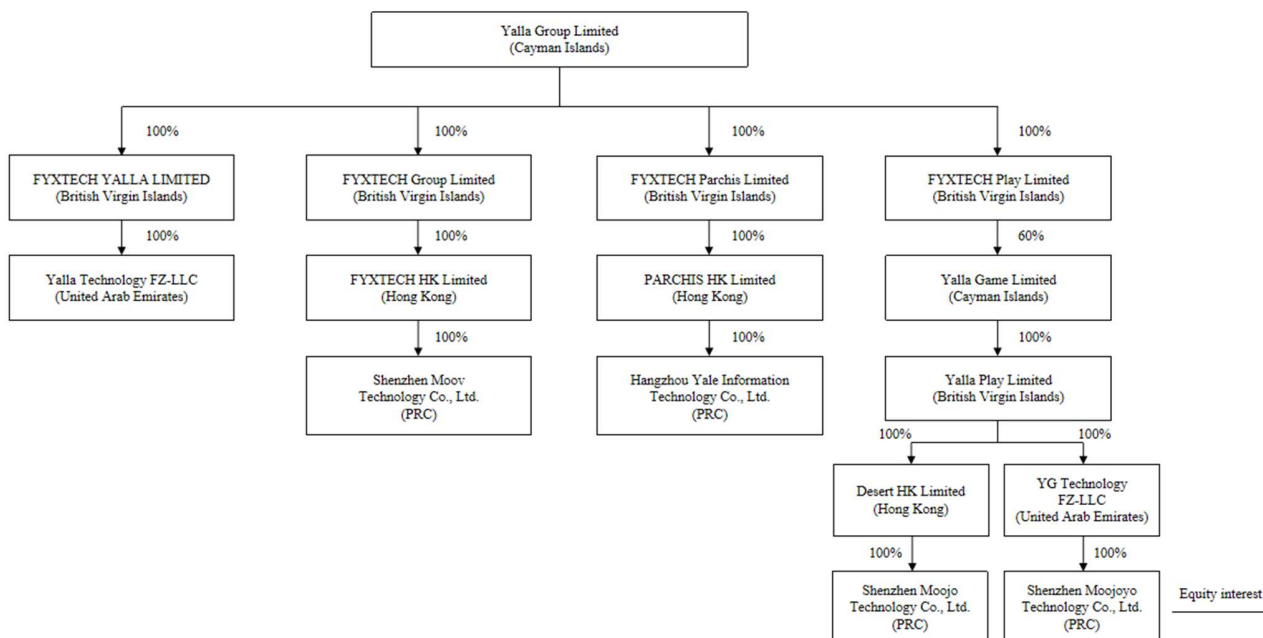 Yalla Group Limited
(Cayman Islands)
100%
100%
100%
100%
FYXTECH YALLA LIMITED
(British Virgin Islands)
FYXTECH Group Limited
(British Virgin Islands)
FYXTECH Parchis Limited
(British Virgin Islands)
FYXTECH Play Limited
(British Virgin Islands)
100%
100%
100%
60%
Yalla Technology FZ-LLC
(United Arab Emirates)
FYXTECH HK Limited
(Hong Kong)
PARCHIS HK Limited
(Hong Kong)
Yalla Game Limited
(Cayman Islands)
100%
100%
100%
Shenzhen Moov
Technology Co., Ltd.
(PRC)
Hangzhou Yale Information
Technology Co., Ltd.
(PRC)
Yalla Play Limited
(British Virgin Islands)
100%
100%
Desert HK Limited
(Hong Kong)
YG Technology
FZ-LLC
(United Arab Emirates)
100%
100%
Shenzhen Moojo
Technology Co., Ltd.
(PRC)
Shenzhen Moojoyo
Technology Co., Ltd.
(PRC)
Equity interest